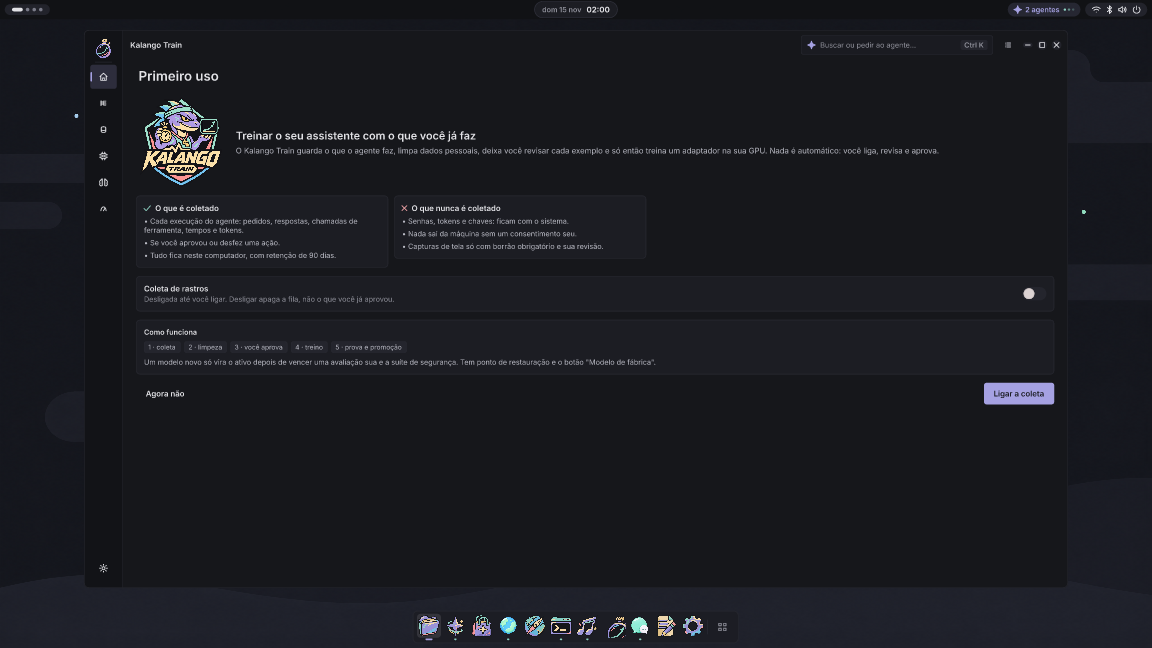 dom 15 nov 02:00
2 agentes
Kalango Train
Buscar ou pedir ao agente...
Ctrl K
Primeiro uso
KALANGO
TRAIN
Treinar o seu assistente com o que você já faz
O Kalango Train guarda o que o agente faz, limpa dados pessoais, deixa você revisar cada exemplo e só então treina um adaptador na sua GPU. Nada é automático: você liga, revisa e aprova.
O que é coletado
• Cada execução do agente: pedidos, respostas, chamadas de
ferramenta, tempos e tokens.
• Se você aprovou ou desfez uma ação.
• Tudo fica neste computador, com retenção de 90 dias.
O que nunca é coletado
• Senhas, tokens e chaves: ficam com o sistema.
• Nada sai da máquina sem um consentimento seu.
• Capturas de tela só com borrão obrigatório e sua revisão.
Coleta de rastros
Desligada até você ligar. Desligar apaga a fila, não o que você já aprovou.
Como funciona
1 · coleta
2 · limpeza
3 · você aprova
4 · treino
5 · prova e promoção
Um modelo novo só vira o ativo depois de vencer uma avaliação sua e a suíte de segurança. Tem ponto de restauração e o botão "Modelo de fábrica".
Agora não
Ligar a coleta